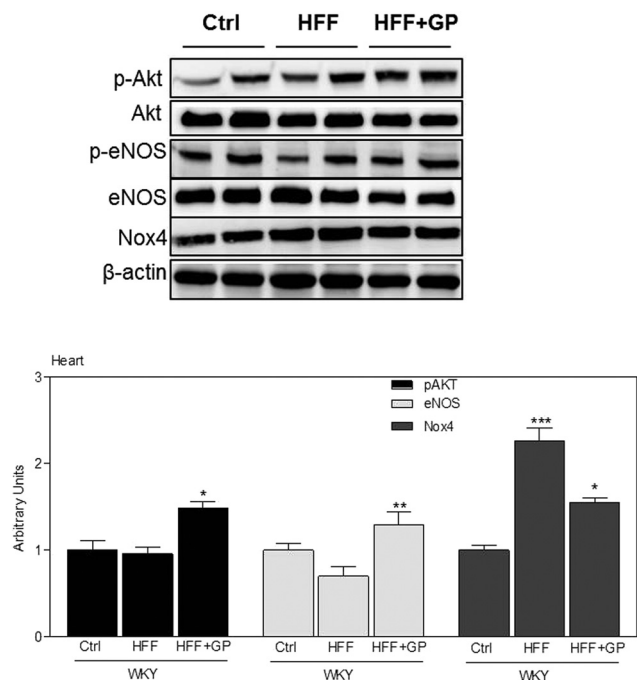 Ctrl HFF HFF+GP
p-Akt
Akt
p-eNOS
eNOS
Nox4
β-actin
Heart
3
2
1
0
Arbitrary Units
pAKT
eNOS
Nox4
* ** *** *
Ctrl HFF HFF+GP Ctrl HFF HFF+GP Ctrl HFF HFF+GP
WKY WKY WKY